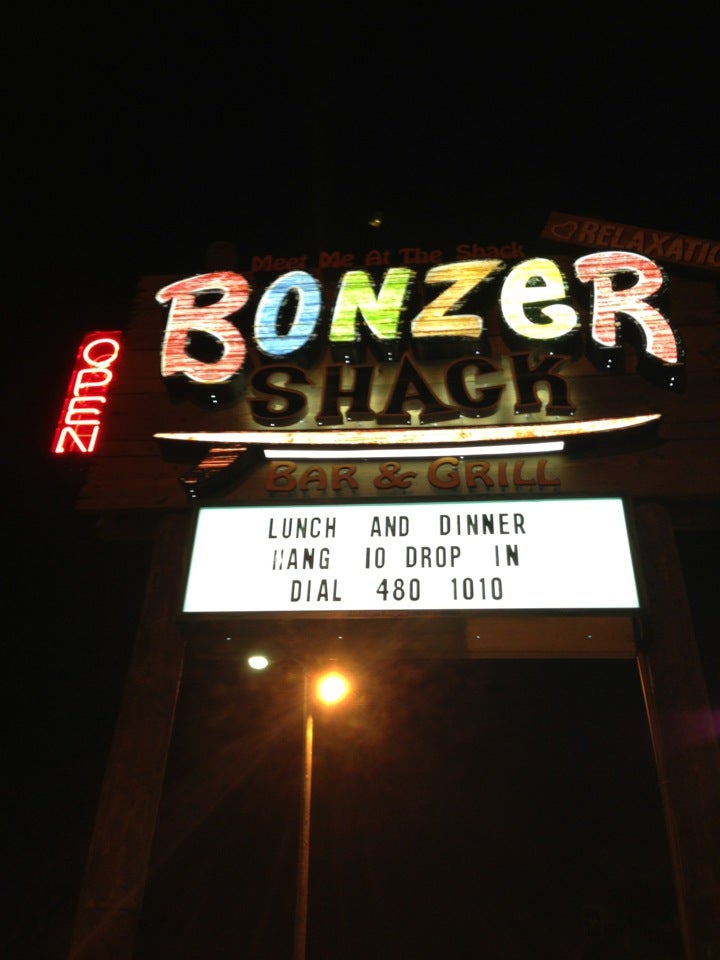 Meet Me At The Shack
RELAXATIO
BONZER
SHACK
OPEN
BAR & GRILL
LUNCH AND DINNER
HANG 10 DROP IN
DIAL 480 1010